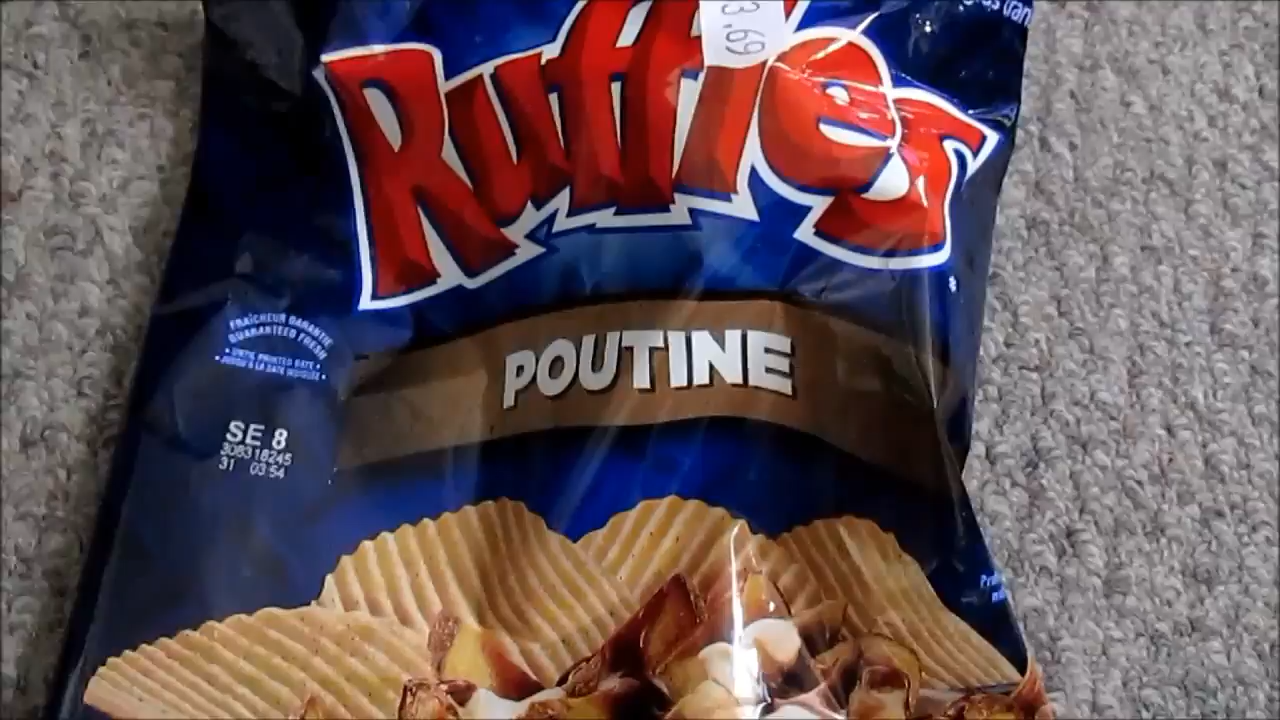 3.69
Ruffles
FRAÎCHEUR GARANTIE
GUARANTEED FRESH
• UNTIL PRINTED DATE •
• JUSQU'À LA DATE INDIQUÉE •
POUTINE
SE 8
306318245
31 03:54